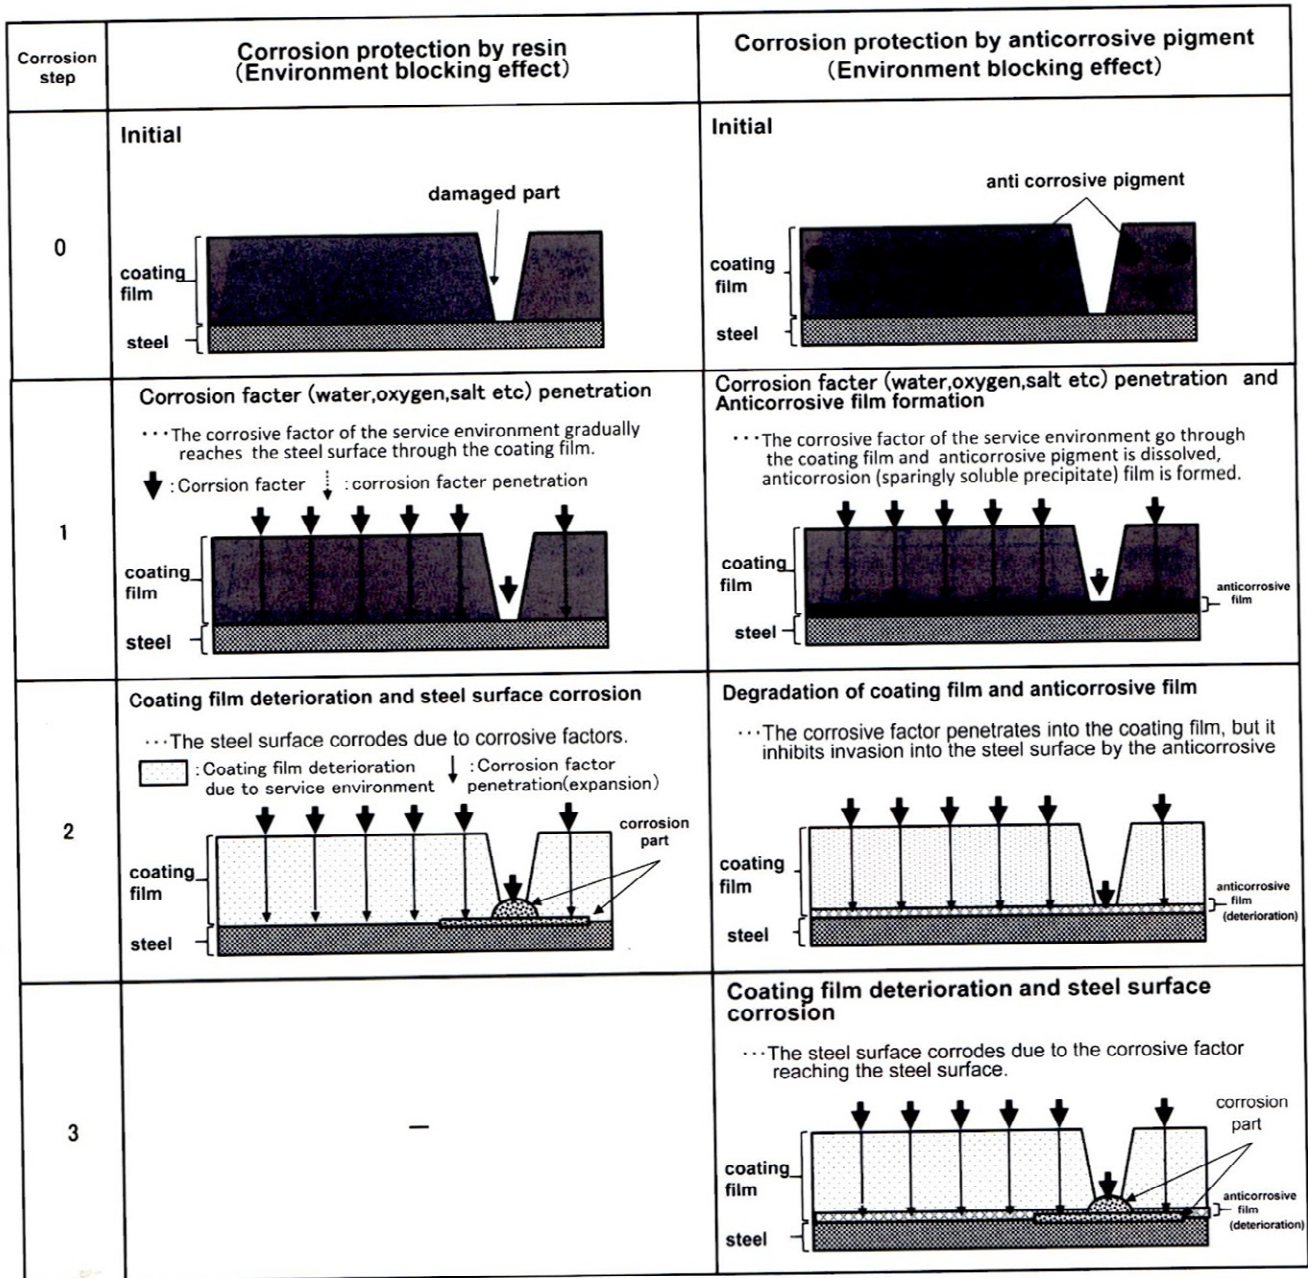 Corrosion
step
Corrosion protection by resin
(Environment blocking effect)
Corrosion protection by anticorrosive pigment
(Environment blocking effect)
0
Initial
damaged part
coating
film
steel
Initial
anti corrosive pigment
coating
film
steel
1
Corrosion facter (water,oxygen,salt etc) penetration
···The corrosive factor of the service environment gradually
reaches the steel surface through the coating film.
:Corrsion facter
:corrosion facter penetration
coating
film
steel
Corrosion facter (water,oxygen,salt etc) penetration and
Anticorrosive film formation
···The corrosive factor of the service environment go through
the coating film and anticorrosive pigment is dissolved,
anticorrosion (sparingly soluble precipitate) film is formed.
coating
film
steel
anticorrosive
film
2
Coating film deterioration and steel surface corrosion
···The steel surface corrodes due to corrosive factors.
:Coating film deterioration
due to service environment
:Corrosion factor
penetration(expansion)
corrosion
part
coating
film
steel
Degradation of coating film and anticorrosive film
···The corrosive factor penetrates into the coating film, but it
inhibits invasion into the steel surface by the anticorrosive
coating
film
steel
anticorrosive
film
(deterioration)
3
—
Coating film deterioration and steel surface
corrosion
···The steel surface corrodes due to the corrosive factor
reaching the steel surface.
corrosion
part
coating
film
steel
anticorrosive
film
(deterioration)